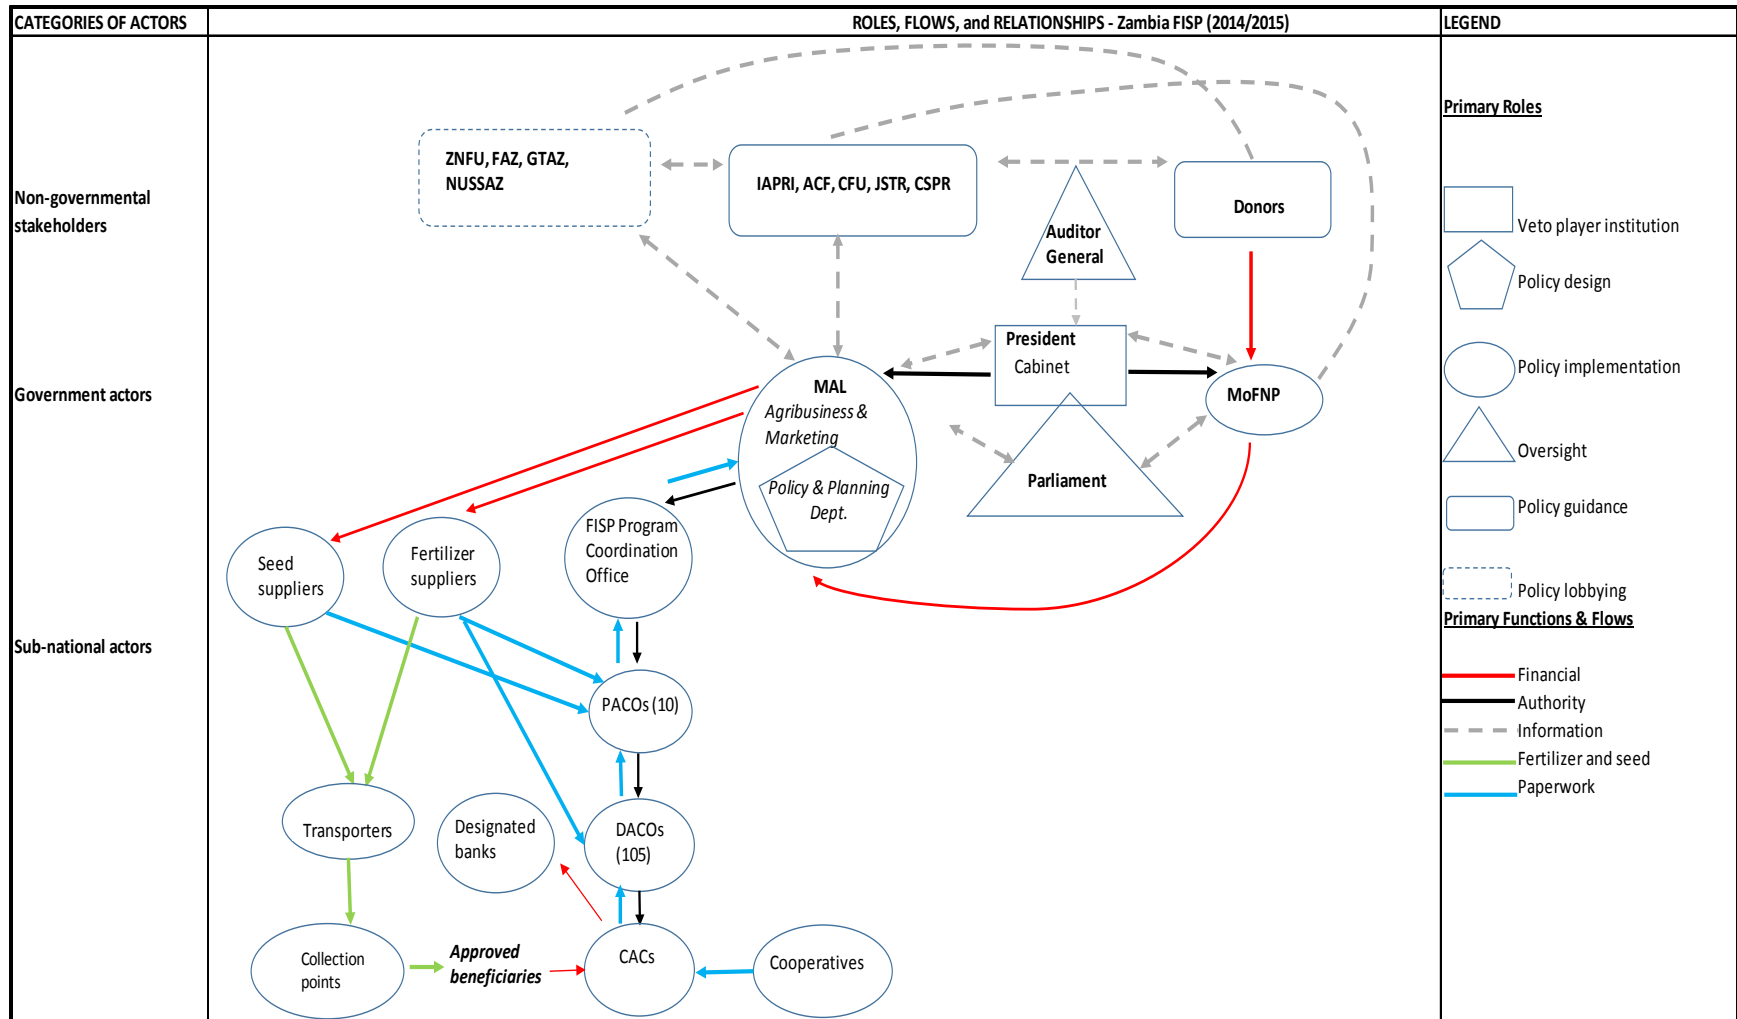 CATEGORIES OF ACTORS
ROLES, FLOWS, and RELATIONSHIPS - Zambia FISP (2014/2015)
LEGEND
Non-governmental
stakeholders
Government actors
Sub-national actors
ZNFU, FAZ, GTAZ,
NUSSAZ
IAPRI, ACF, CFU, JSTR, CSPR
Auditor
General
Donors
President
Cabinet
MoFNP
Parliament
MAL
Agribusiness &
Marketing
Policy & Planning
Dept.
FISP Program
Coordination
Office
Seed
suppliers
Fertilizer
suppliers
PACOs (10)
Transporters
Designated
banks
DACOs
(105)
Collection
points
Approved
beneficiaries
CACs
Cooperatives
Primary Roles
Veto player institution
Policy design
Policy implementation
Oversight
Policy guidance
Policy lobbying
Primary Functions & Flows
Financial
Authority
Information
Fertilizer and seed
Paperwork